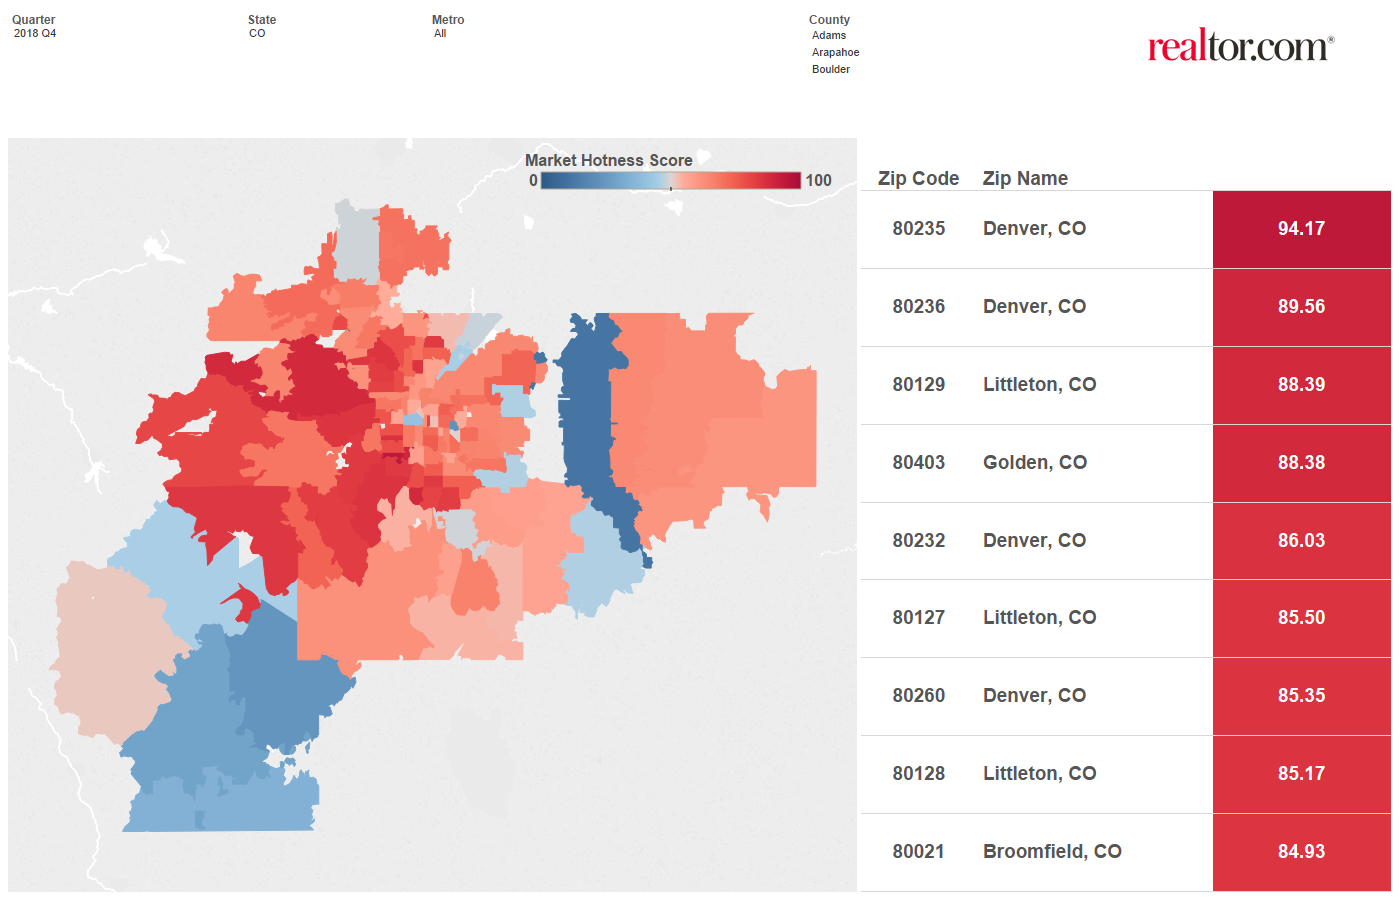 Quarter
2018 Q4
State
CO
Metro
All
County
Adams
Arapahoe
Boulder
realtor.com®
Market Hotness Score
0 100
Zip Code Zip Name
80235 Denver, CO 94.17
80236 Denver, CO 89.56
80129 Littleton, CO 88.39
80403 Golden, CO 88.38
80232 Denver, CO 86.03
80127 Littleton, CO 85.50
80260 Denver, CO 85.35
80128 Littleton, CO 85.17
80021 Broomfield, CO 84.93